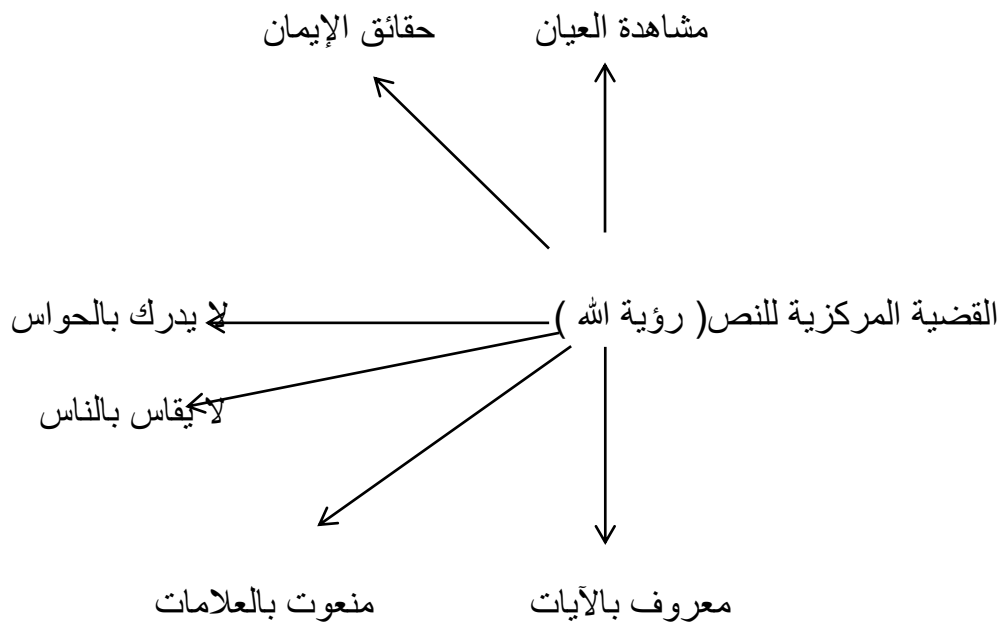 مشاهدة العيان
حقائق الإيمان
القضية المركزية للنص( رؤية الله )
لا يدرك بالحواس
لا يقاس بالناس
معروف بالآيات
منعوت بالعلامات